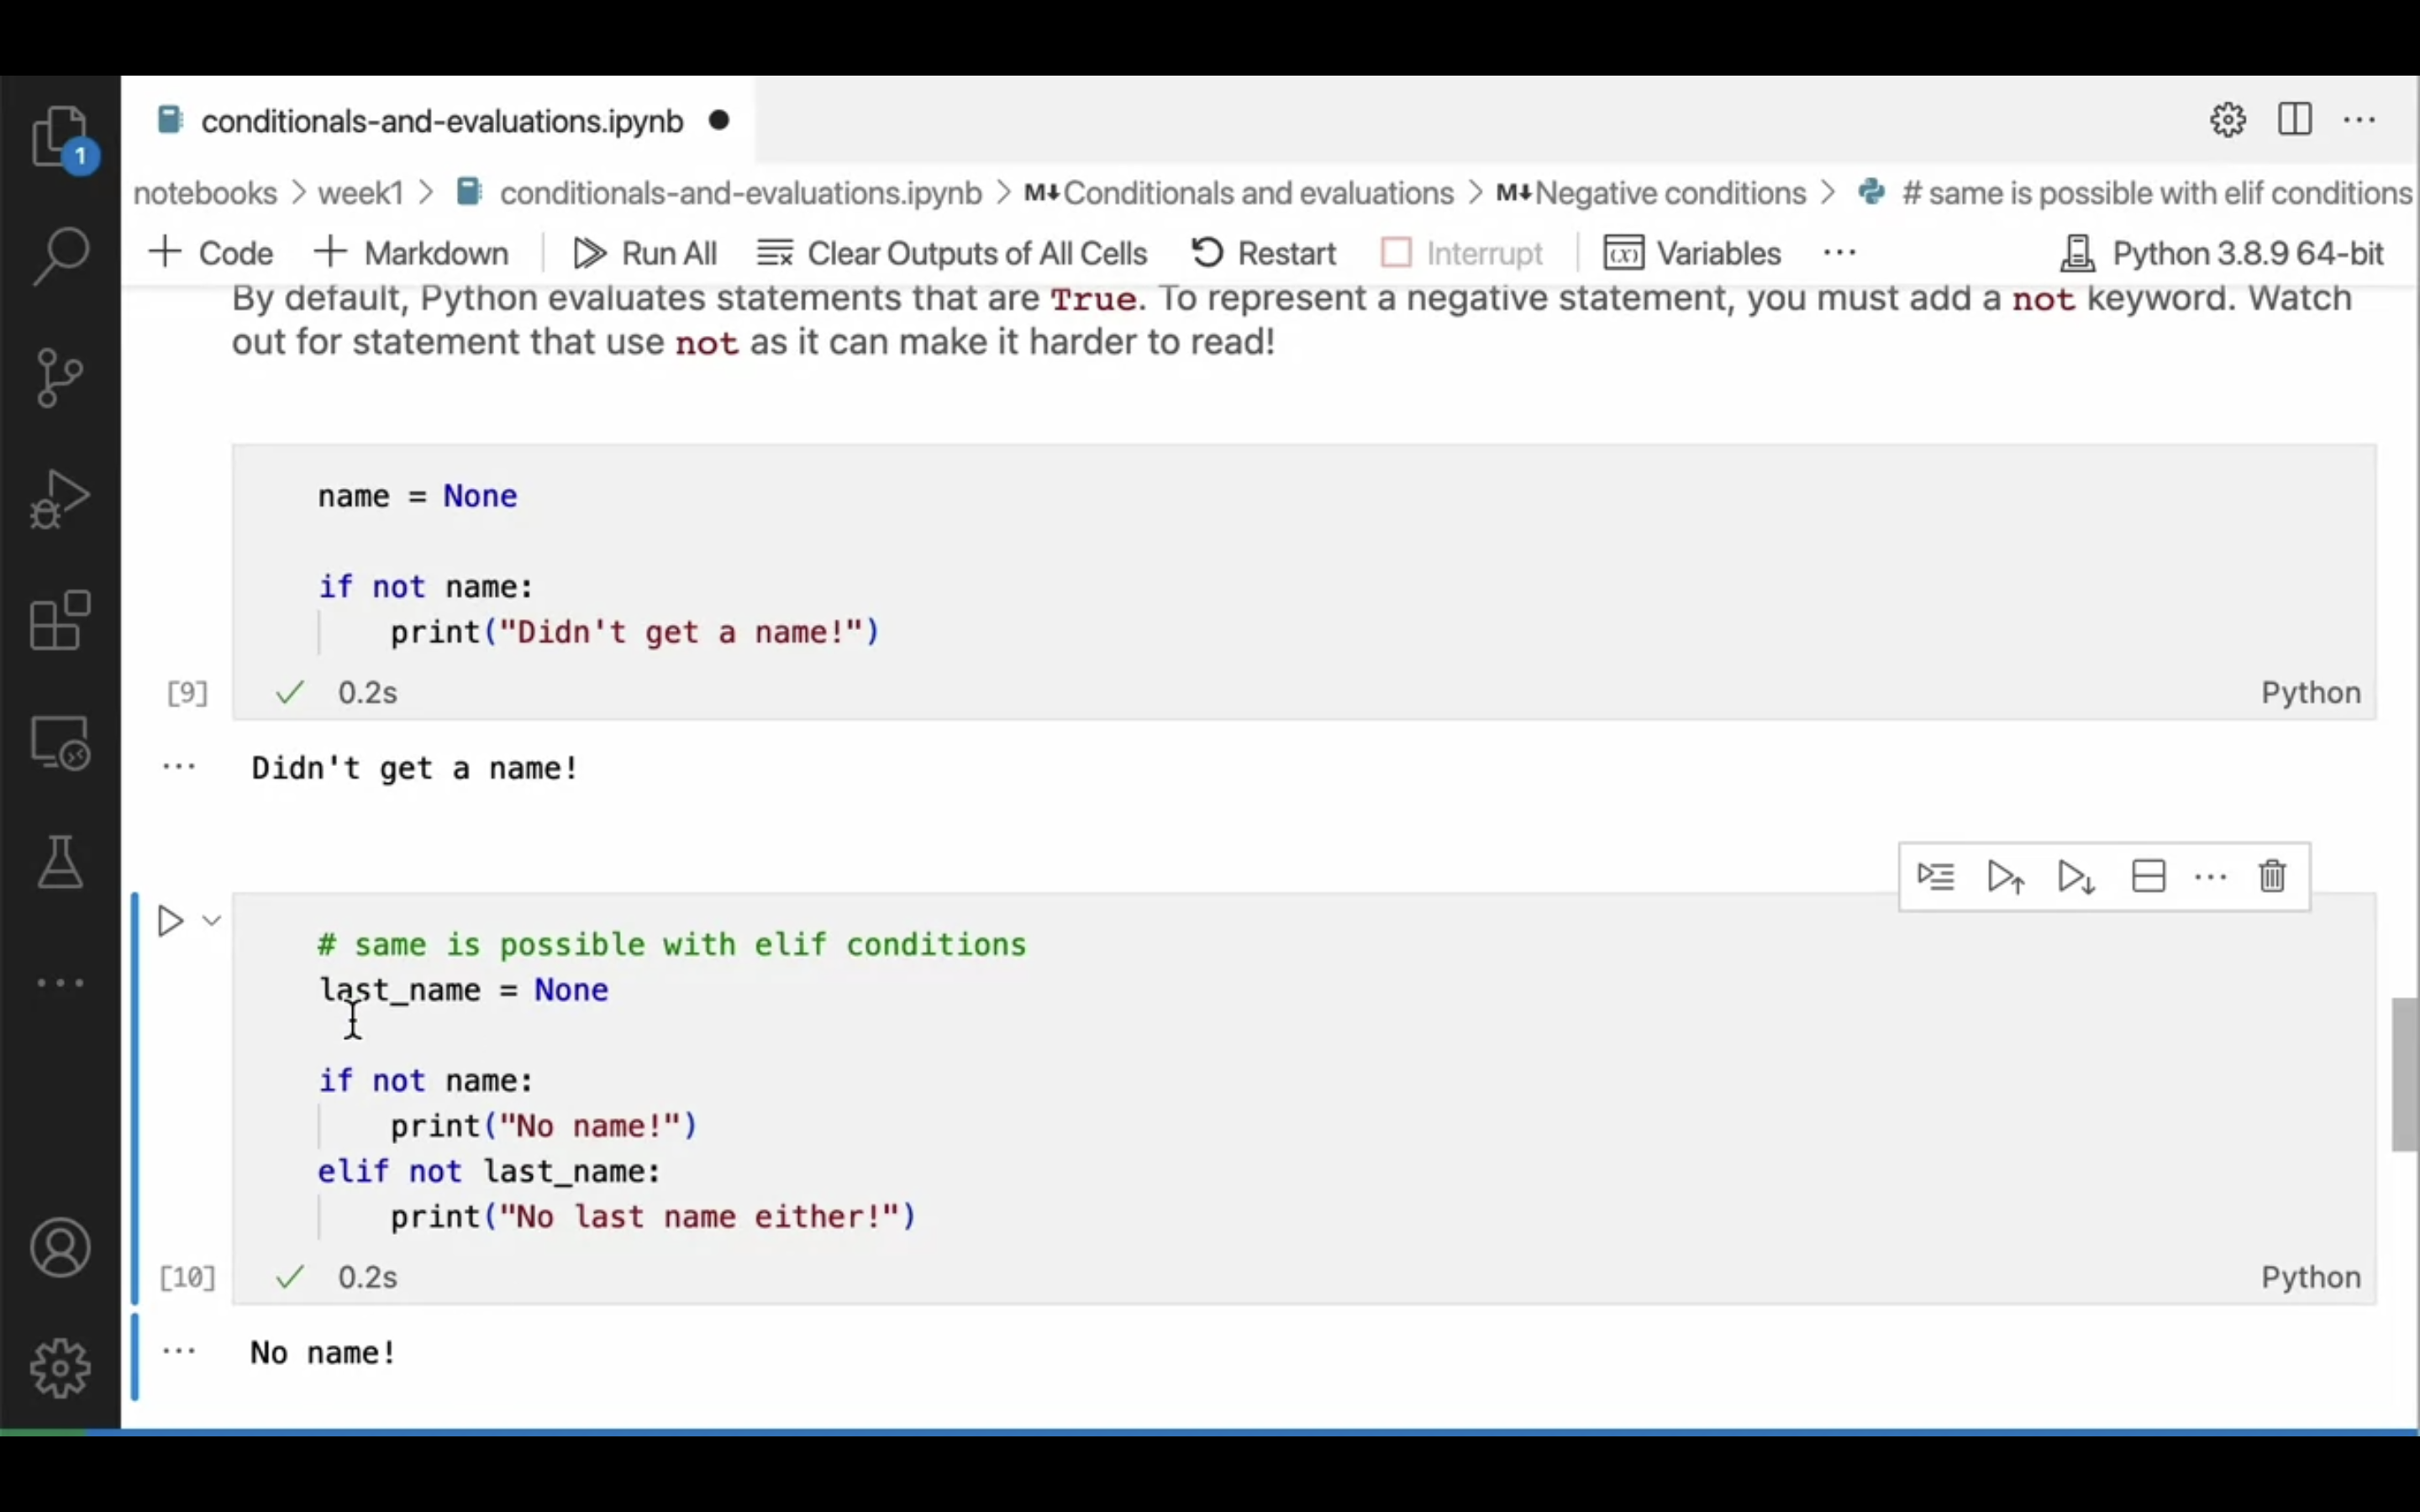 conditionals-and-evaluations.ipynb
1
notebooks > week1 > conditionals-and-evaluations.ipynb > M↓Conditionals and evaluations > M↓Negative conditions > # same is possible with elif conditions
+ Code + Markdown Run All Clear Outputs of All Cells Restart Interrupt (x) Variables ... Python 3.8.9 64-bit
By default, Python evaluates statements that are True. To represent a negative statement, you must add a not keyword. Watch
out for statement that use not as it can make it harder to read!
name = None
if not name:
    print("Didn't get a name!")
[9] ✓ 0.2s Python
... Didn't get a name!
# same is possible with elif conditions
last_name = None
if not name:
    print("No name!")
elif not last_name:
    print("No last name either!")
[10] ✓ 0.2s Python
... No name!